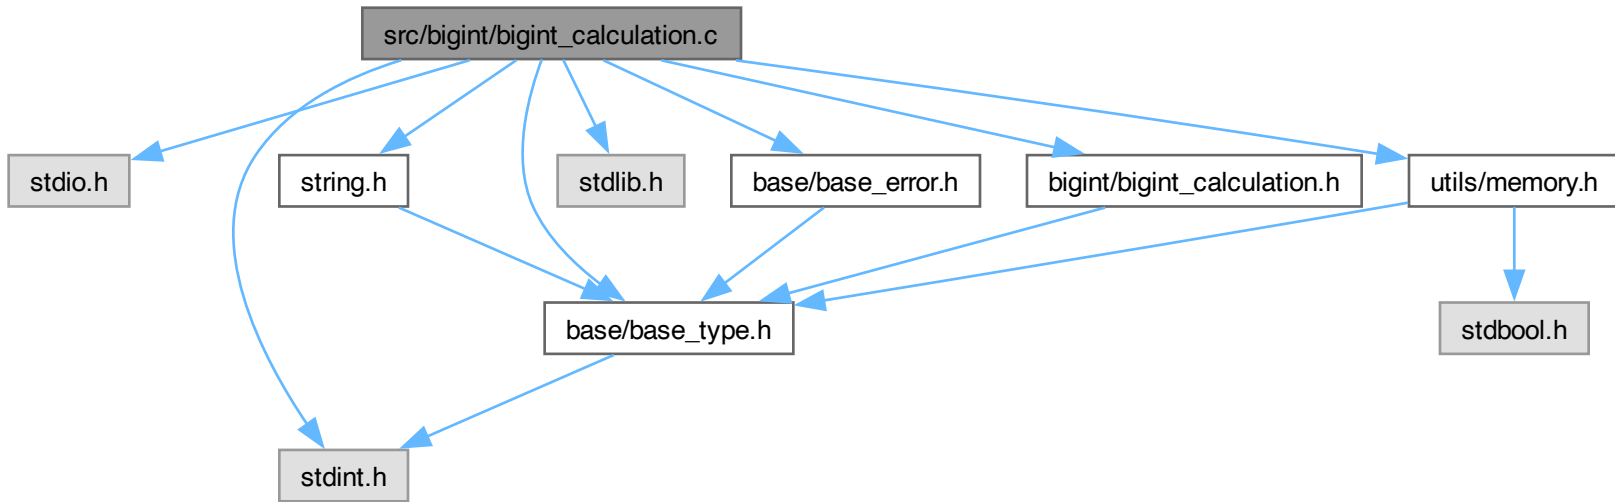 src/bigint/bigint_calculation.c
stdio.h
string.h
stdlib.h
base/base_error.h
bigint/bigint_calculation.h
utils/memory.h
base/base_type.h
stdbool.h
stdint.h